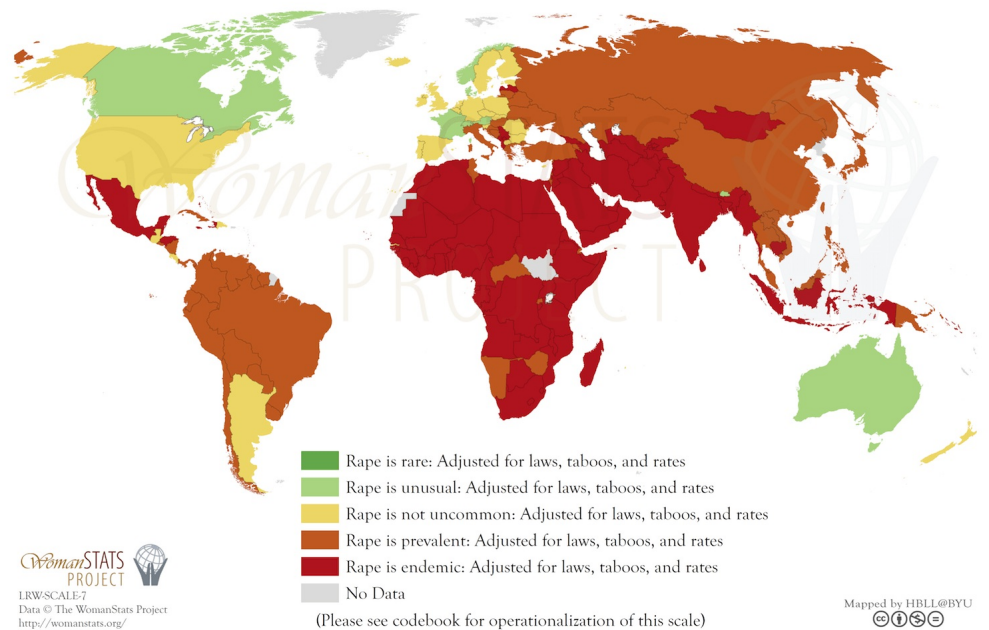 WomanSTATS
PROJECT
Rape is rare: Adjusted for laws, taboos, and rates
Rape is unusual: Adjusted for laws, taboos, and rates
Rape is not uncommon: Adjusted for laws, taboos, and rates
Rape is prevalent: Adjusted for laws, taboos, and rates
Rape is endemic: Adjusted for laws, taboos, and rates
No Data
(Please see codebook for operationalization of this scale)
WomanSTATS
PROJECT
LRW-SCALE-7
Data © The WomanStats Project
http://womanstats.org/
Mapped by HBLL@BYU